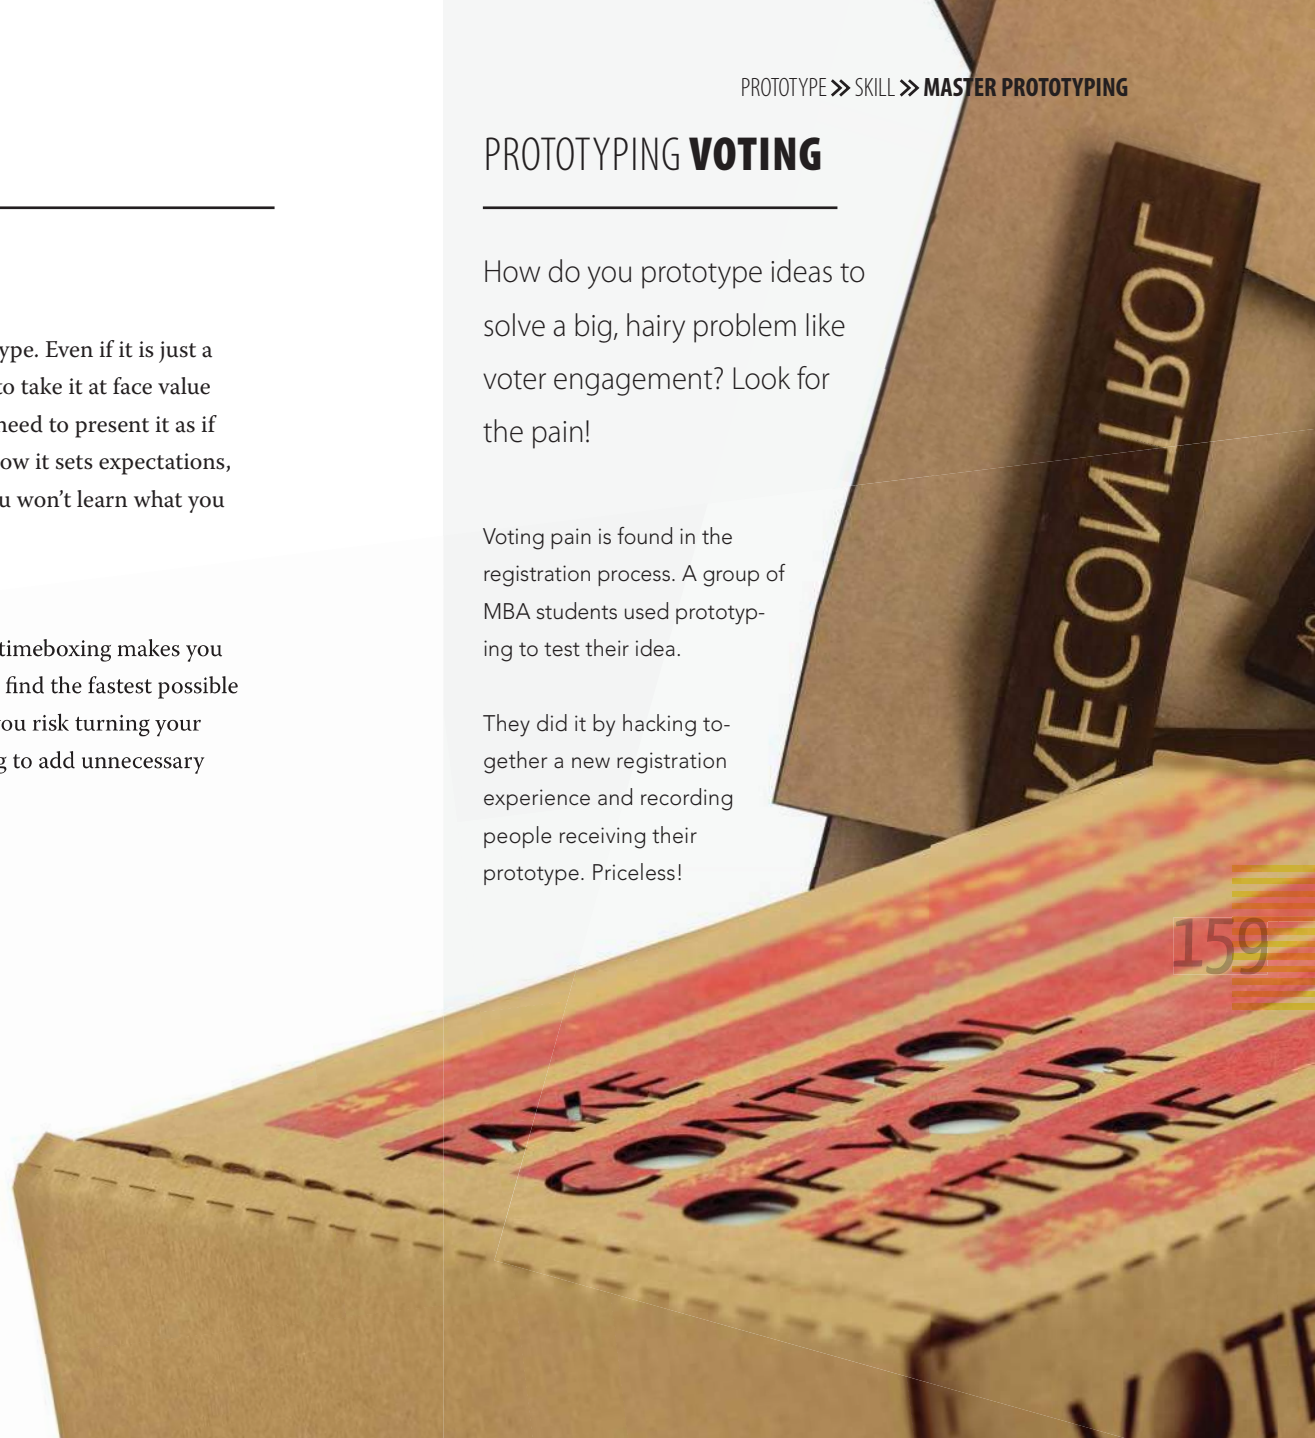 PROTOTYPE >> SKILL >> MASTER PROTOTYPING
ype. Even if it is just a
to take it at face value
need to present it as if
ow it sets expectations,
u won't learn what you
timeboxing makes you
find the fastest possible
you risk turning your
g to add unnecessary
PROTOTYPING VOTING
How do you prototype ideas to
solve a big, hairy problem like
voter engagement? Look for
the pain!
Voting pain is found in the
registration process. A group of
MBA students used prototyp-
ing to test their idea.
They did it by hacking to-
gether a new registration
experience and recording
people receiving their
prototype. Priceless!
KECONTROL
159
TAKE
CONTROL
OF YOUR
FUTURE
VOTE